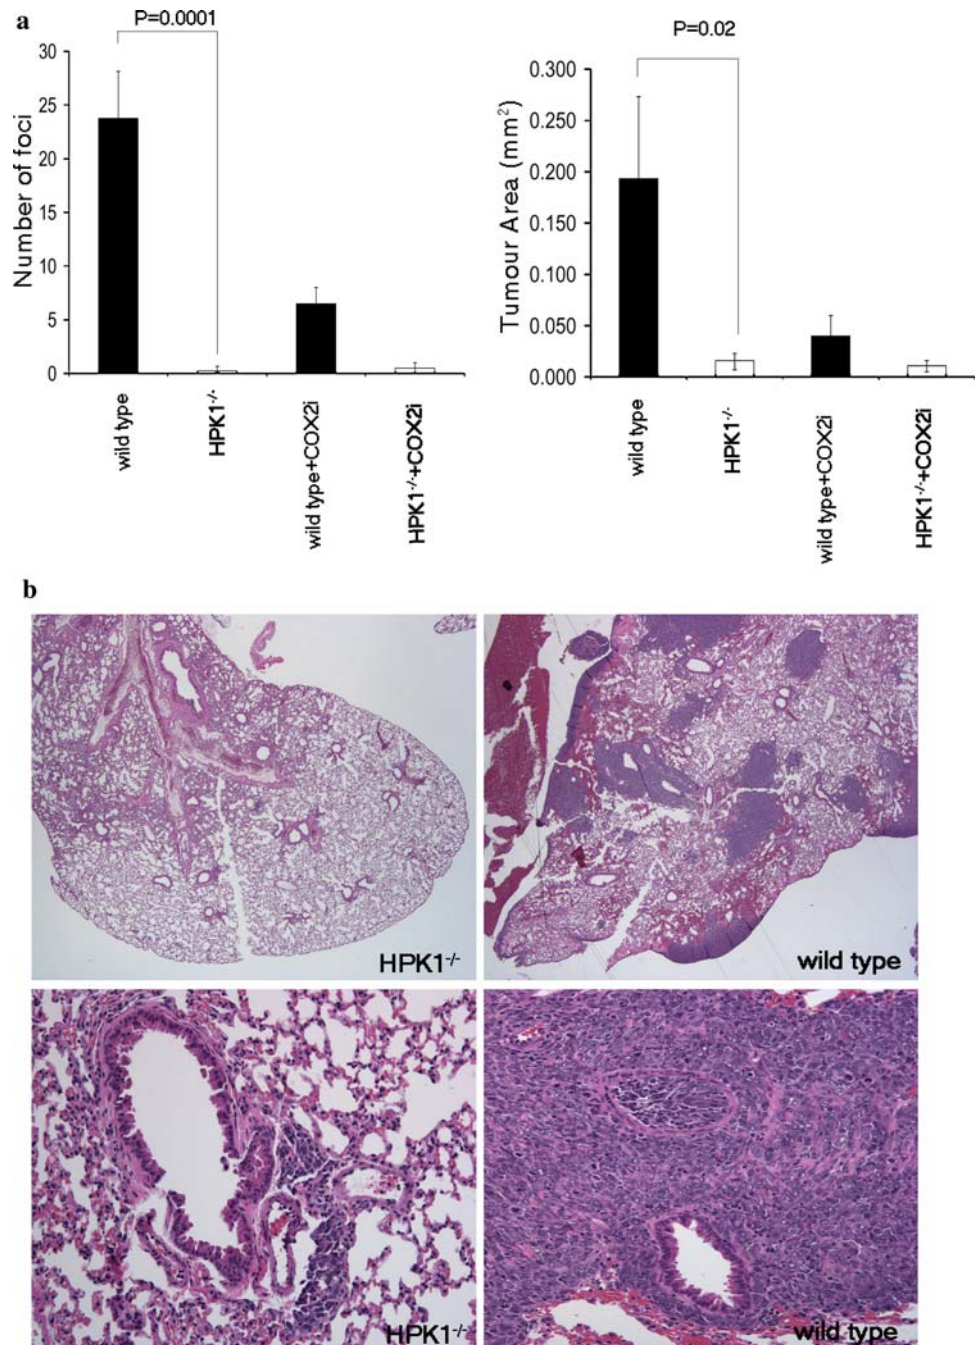 a
P=0.0001
Number of foci
30
25
20
15
10
5
0
wild type
HPK1-/-
wild type+COX2i
HPK1-/-+COX2i
P=0.02
Tumour Area (mm2)
0.300
0.250
0.200
0.150
0.100
0.050
0.000
wild type
HPK1-/-
wild type+COX2i
HPK1-/-+COX2i
b
HPK1-/-
wild type
HPK1-/-
wild type